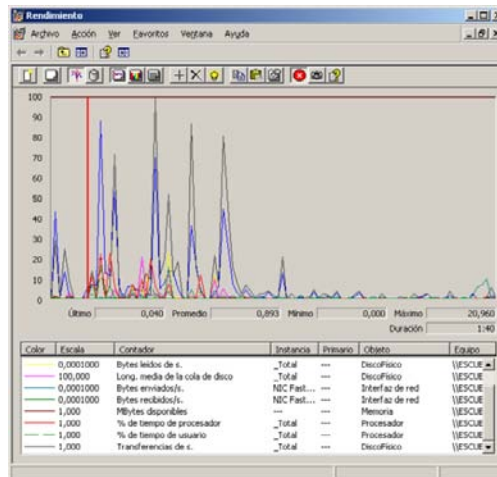 Rendimiento
Archivo Acción Ver Favoritos Ventana Ayuda
100
90
80
70
60
50
40
30
20
10
0
Último 0,040 Promedio 0,893 Mínimo 0,000 Máximo 20,960
Duración 1:40
Color Escala Contador Instancia Primario Objeto Equipo
0,0001000 Bytes leídos de s. _Total --- DiscoFísico \\ESCUE
100,000 Long. media de la cola de disco _Total --- DiscoFísico \\ESCUE
0,0001000 Bytes enviados/s. NIC Fast... --- Interfaz de red \\ESCUE
0,0001000 Bytes recibidos/s. NIC Fast... --- Interfaz de red \\ESCUE
1,000 MBytes disponibles --- --- Memoria \\ESCUE
1,000 % de tiempo de procesador _Total --- Procesador \\ESCUE
1,000 % de tiempo de usuario _Total --- Procesador \\ESCUE
1,000 Transferencias de s. _Total --- DiscoFísico \\ESCUE